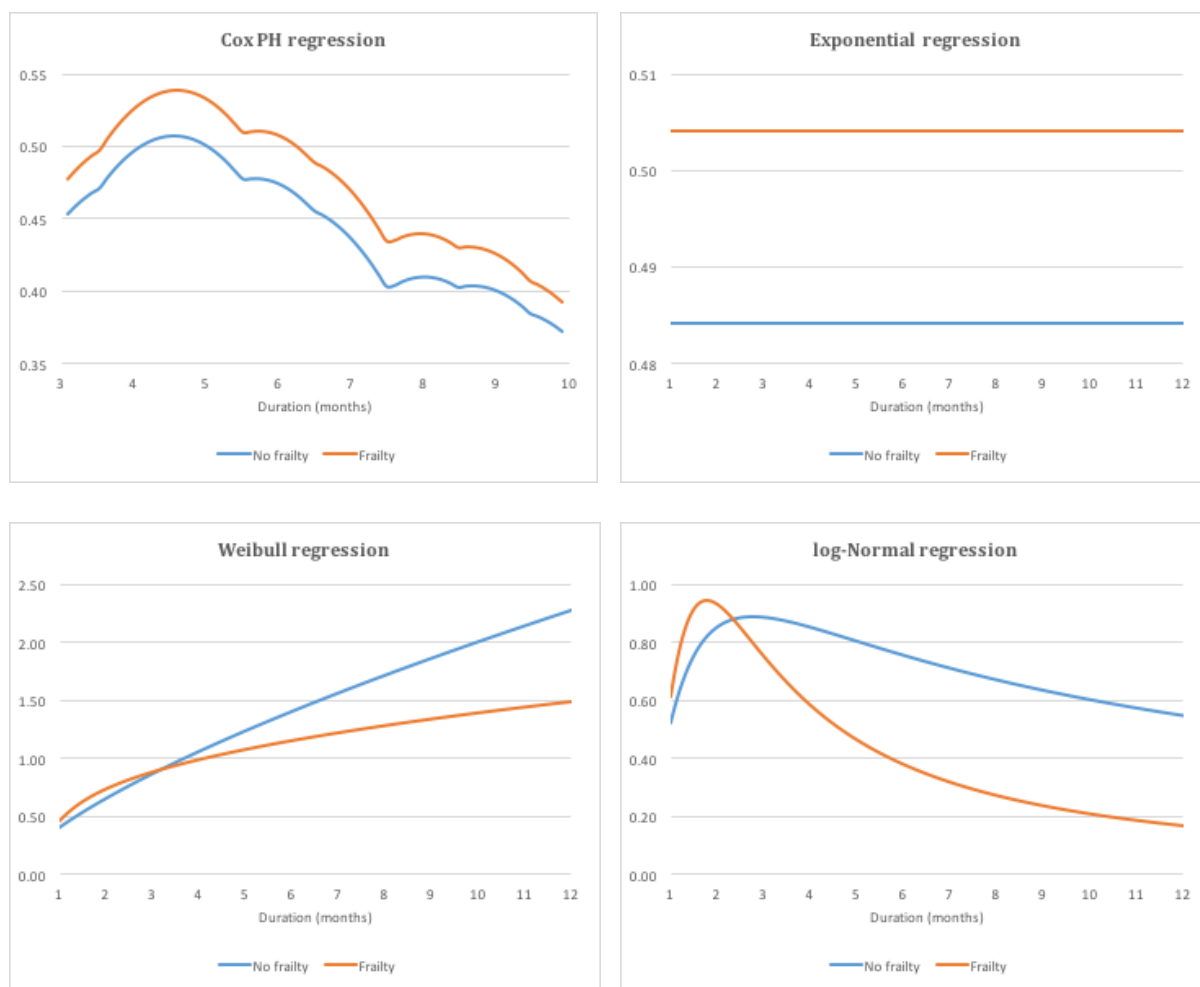 Cox PH regression
0.55
0.50
0.45
0.40
0.35
3 4 5 6 7 8 9 10
Duration (months)
No frailty Frailty
Exponential regression
0.51
0.50
0.49
0.48
1 2 3 4 5 6 7 8 9 10 11 12
Duration (months)
No frailty Frailty
Weibull regression
2.50
2.00
1.50
1.00
0.50
0.00
1 2 3 4 5 6 7 8 9 10 11 12
Duration (months)
No frailty Frailty
log-Normal regression
1.00
0.80
0.60
0.40
0.20
0.00
1 2 3 4 5 6 7 8 9 10 11 12
Duration (months)
No frailty Frailty